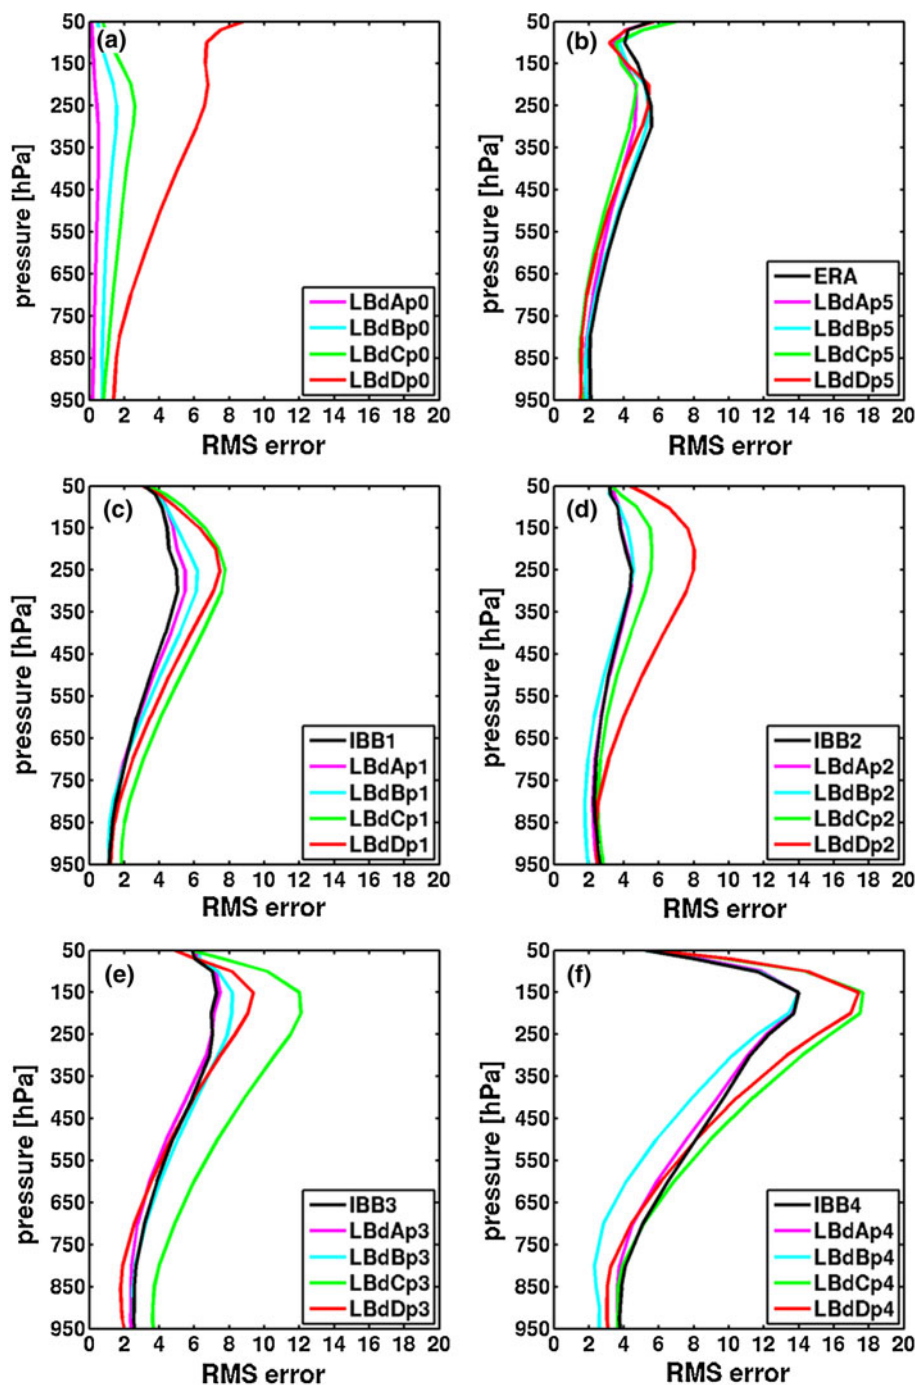 (a)
pressure [hPa]
50
150
250
350
450
550
650
750
850
950
0 2 4 6 8 10 12 14 16 18 20
RMS error
LBdAp0
LBdBp0
LBdCp0
LBdDp0
(b)
pressure [hPa]
50
150
250
350
450
550
650
750
850
950
0 2 4 6 8 10 12 14 16 18 20
RMS error
ERA
LBdAp5
LBdBp5
LBdCp5
LBdDp5
(c)
pressure [hPa]
50
150
250
350
450
550
650
750
850
950
0 2 4 6 8 10 12 14 16 18 20
RMS error
IBB1
LBdAp1
LBdBp1
LBdCp1
LBdDp1
(d)
pressure [hPa]
50
150
250
350
450
550
650
750
850
950
0 2 4 6 8 10 12 14 16 18 20
RMS error
IBB2
LBdAp2
LBdBp2
LBdCp2
LBdDp2
(e)
pressure [hPa]
50
150
250
350
450
550
650
750
850
950
0 2 4 6 8 10 12 14 16 18 20
RMS error
IBB3
LBdAp3
LBdBp3
LBdCp3
LBdDp3
(f)
pressure [hPa]
50
150
250
350
450
550
650
750
850
950
0 2 4 6 8 10 12 14 16 18 20
RMS error
IBB4
LBdAp4
LBdBp4
LBdCp4
LBdDp4